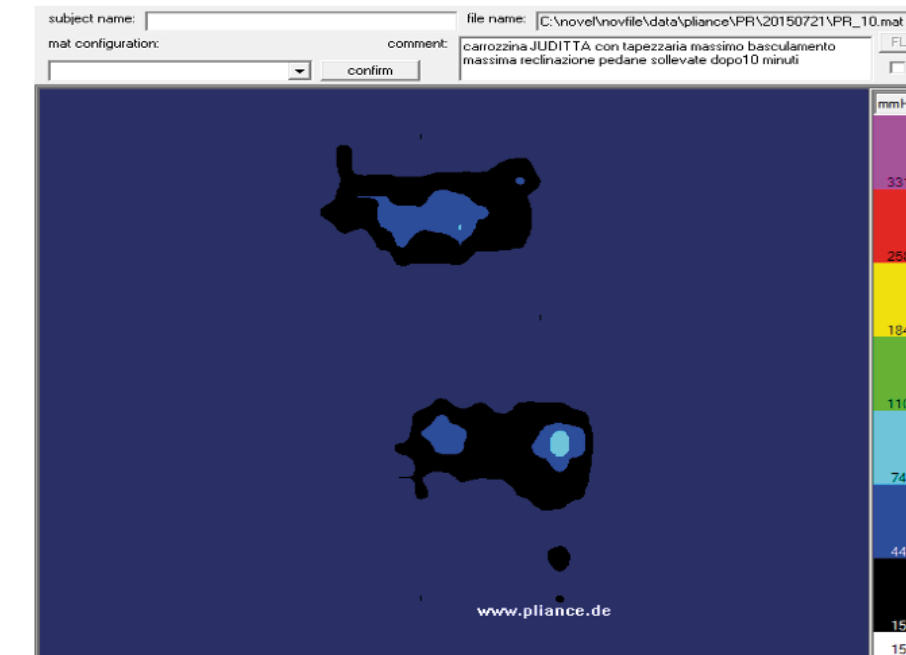 subject name:
file name: C:\novel\novfile\data\pliance\PR\20150721\PR_10.mat
mat configuration:
comment: carrozzina JUDITTA con tapezzaria massimo basculamento
massima reclinazione pedane sollevate dopo10 minuti
FL
confirm
mmH
331
258
184
110
74
44
15
15
www.pliance.de